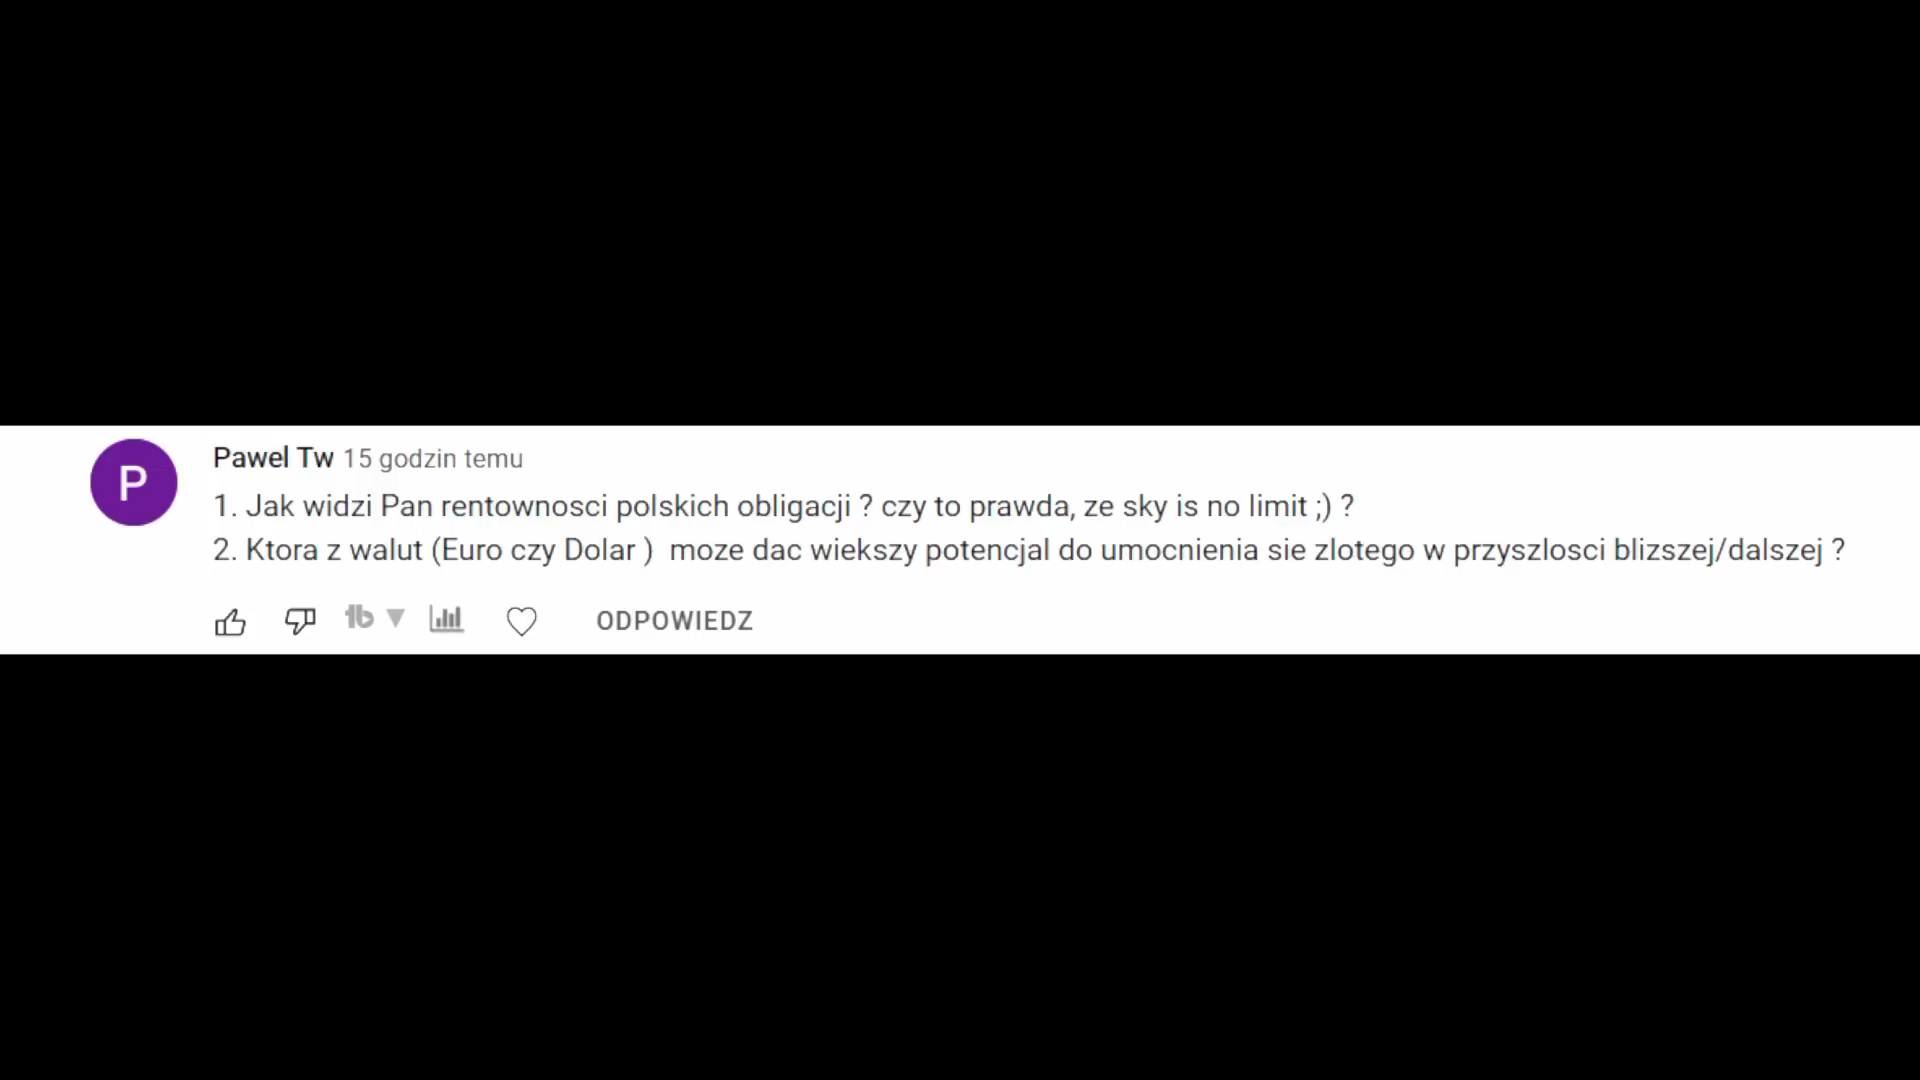 P
Pawel Tw 15 godzin temu
1. Jak widzi Pan rentownosci polskich obligacji ? czy to prawda, ze sky is no limit ;) ?
2. Ktora z walut (Euro czy Dolar )  moze dac wiekszy potencjal do umocnienia sie zlotego w przyszlosci blizszej/dalszej ?
ODPOWIEDZ